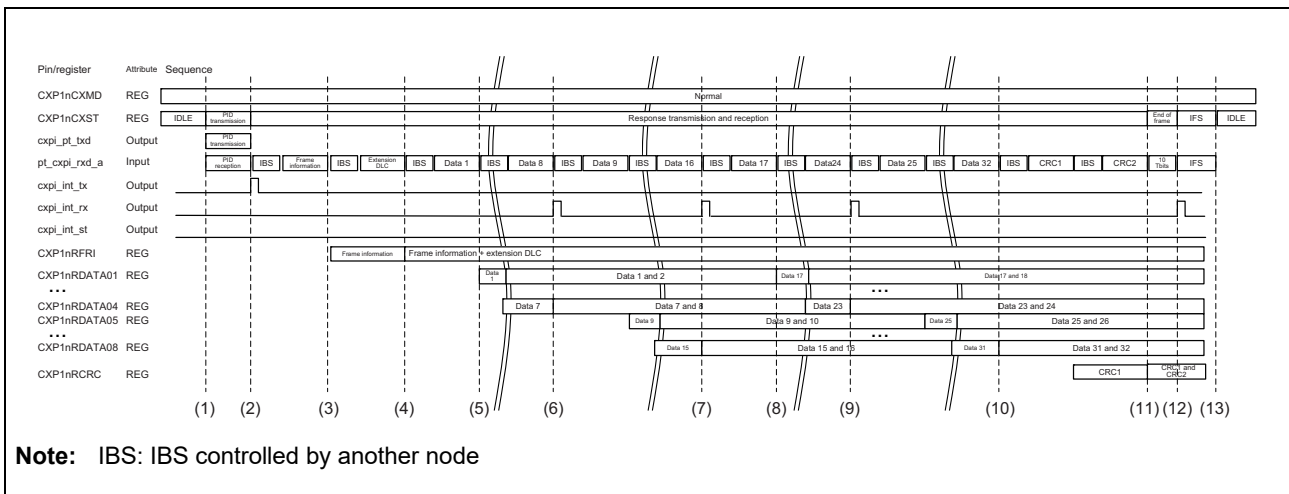 Pin/register Attribute Sequence
CXP1nCXMD REG Normal
CXP1nCXST REG IDLE PID transmission Response transmission and reception End of frame IFS IDLE
cxpi_pt_txd Output PID transmission
pt_cxpi_rxd_a Input PID reception IBS Frame information IBS Extension DLC IBS Data 1 IBS Data 8 IBS Data 9 IBS Data 16 IBS Data 17 IBS Data24 IBS Data 25 IBS Data 32 IBS CRC1 IBS CRC2 10 Tbits IFS
cxpi_int_tx Output
cxpi_int_rx Output
cxpi_int_st Output
CXP1nRFRI REG Frame information Frame information + extension DLC
CXP1nRDATA01 REG Data 1 Data 1 and 2 Data 17 Data 17 and 18
... ...
CXP1nRDATA04 REG Data 7 Data 7 and 8 Data 23 Data 23 and 24
CXP1nRDATA05 REG Data 9 Data 9 and 10 Data 25 Data 25 and 26
... ...
CXP1nRDATA08 REG Data 15 Data 15 and 16 Data 31 Data 31 and 32
CXP1nRCRC REG CRC1 CRC1 and CRC2
(1) (2) (3) (4) (5) (6) (7) (8) (9) (10) (11) (12) (13)
Note: IBS: IBS controlled by another node